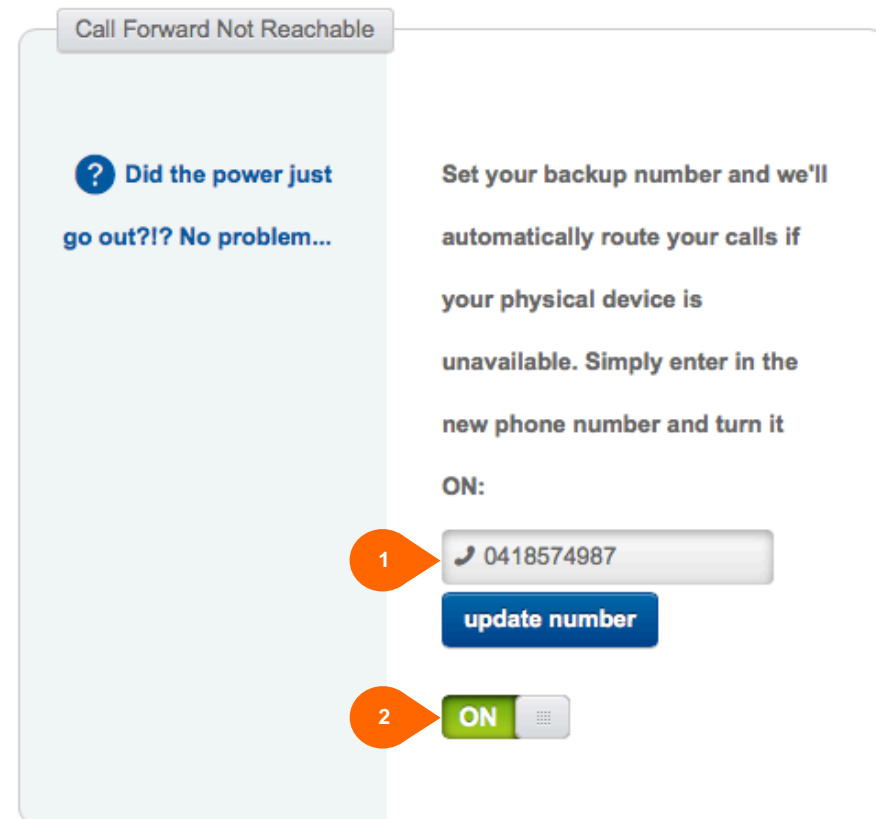 Call Forward Not Reachable
? Did the power just
go out?!? No problem...
Set your backup number and we'll
automatically route your calls if
your physical device is
unavailable. Simply enter in the
new phone number and turn it
ON:
1
0418574987
update number
2
ON